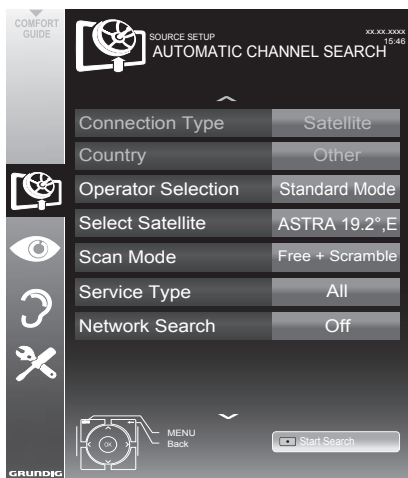 COMFORT
GUIDE
SOURCE SETUP
xx.xx.xxxx
15:46
AUTOMATIC CHANNEL SEARCH
Connection Type Satellite
Country Other
Operator Selection Standard Mode
Select Satellite ASTRA 19.2°,E
Scan Mode Free + Scramble
Service Type All
Network Search Off
OK
MENU
Back
Start Search
GRUNDIG